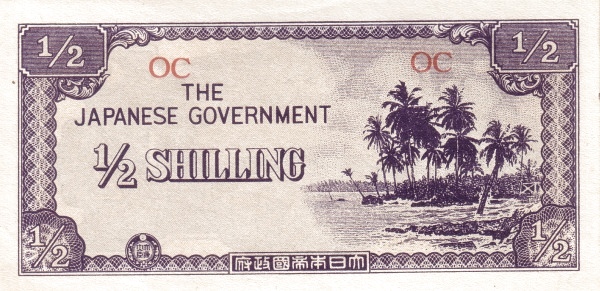 1/2 1/2
OC OC
THE
JAPANESE GOVERNMENT
1/2 SHILLING
1/2 1/2
大日本帝國政府